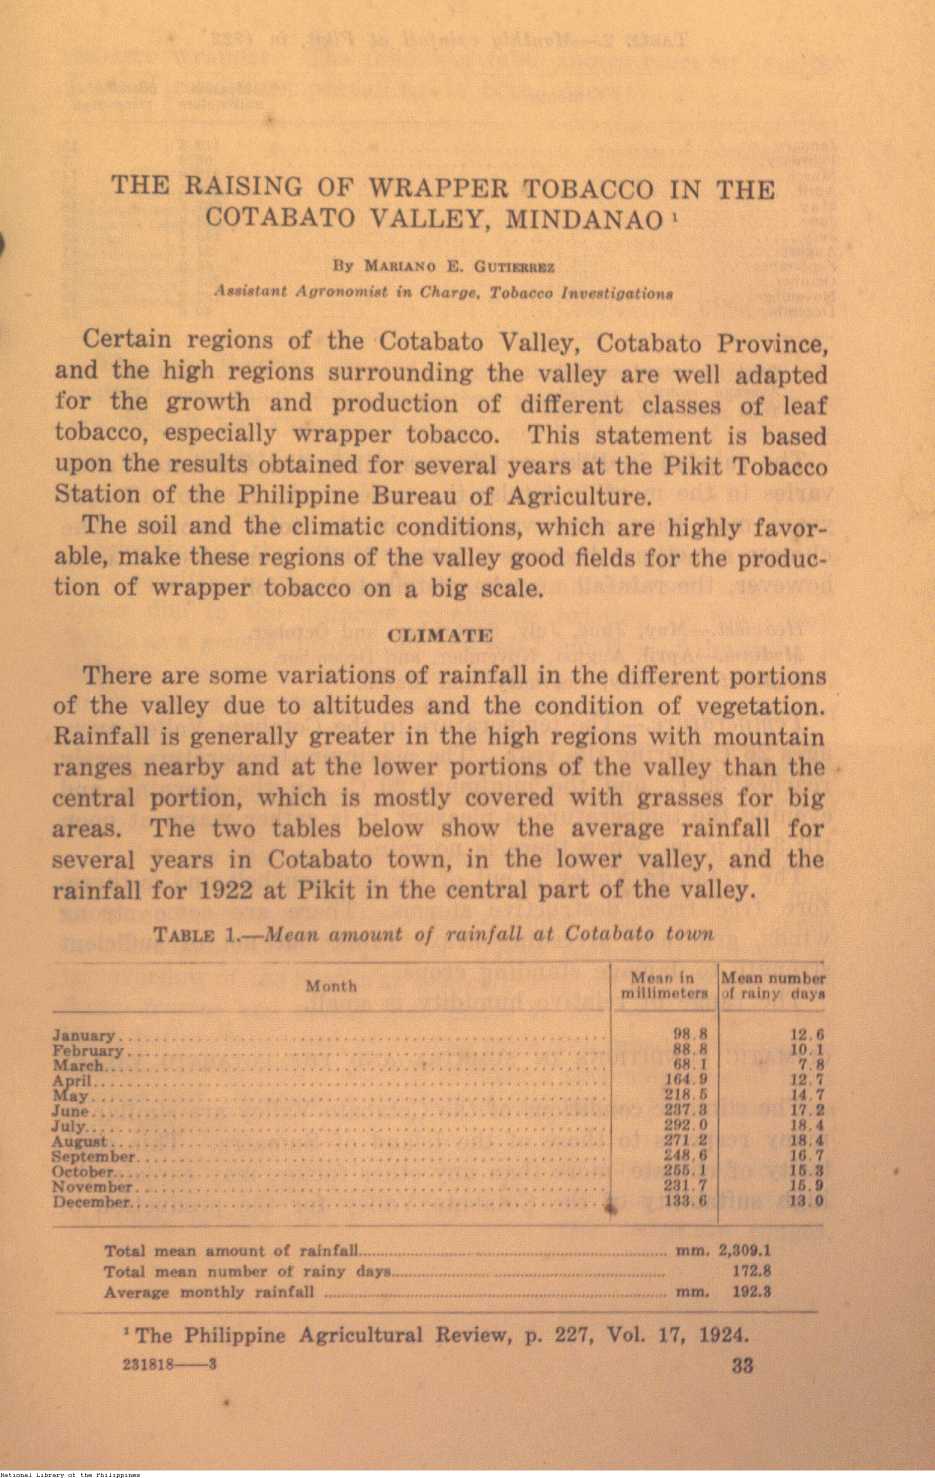 THE RAISING OF WRAPPER TOBACCO IN THE
COTABATO VALLEY, MINDANAO ¹
By MARIANO E. GUTIERREZ
Assistant Agronomist in Charge, Tobacco Investigations
Certain regions of the Cotabato Valley, Cotabato Province,
and the high regions surrounding the valley are well adapted
for the growth and production of different classes of leaf
tobacco, especially wrapper tobacco. This statement is based
upon the results obtained for several years at the Pikit Tobacco
Station of the Philippine Bureau of Agriculture.
The soil and the climatic conditions, which are highly favor-
able, make these regions of the valley good fields for the produc-
tion of wrapper tobacco on a big scale.
CLIMATE
There are some variations of rainfall in the different portions
of the valley due to altitudes and the condition of vegetation.
Rainfall is generally greater in the high regions with mountain
ranges nearby and at the lower portions of the valley than the
central portion, which is mostly covered with grasses for big
areas. The two tables below show the average rainfall for
several years in Cotabato town, in the lower valley, and the
rainfall for 1922 at Pikit in the central part of the valley.
TABLE 1.—Mean amount of rainfall at Cotabato town
Month Mean in millimeters Mean number of rainy days
January 98.8 12.6
February 88.8 10.1
March 68.1 7.8
April 164.9 12.7
May 218.5 14.7
June 237.3 17.2
July 292.0 18.4
August 271.2 18.4
September 248.6 16.7
October 255.1 15.3
November 231.7 15.9
December 133.6 13.0
Total mean amount of rainfall mm. 2,309.1
Total mean number of rainy days 172.8
Average monthly rainfall mm. 192.3
¹ The Philippine Agricultural Review, p. 227, Vol. 17, 1924.
231818——3 33
National Library of the Philippines